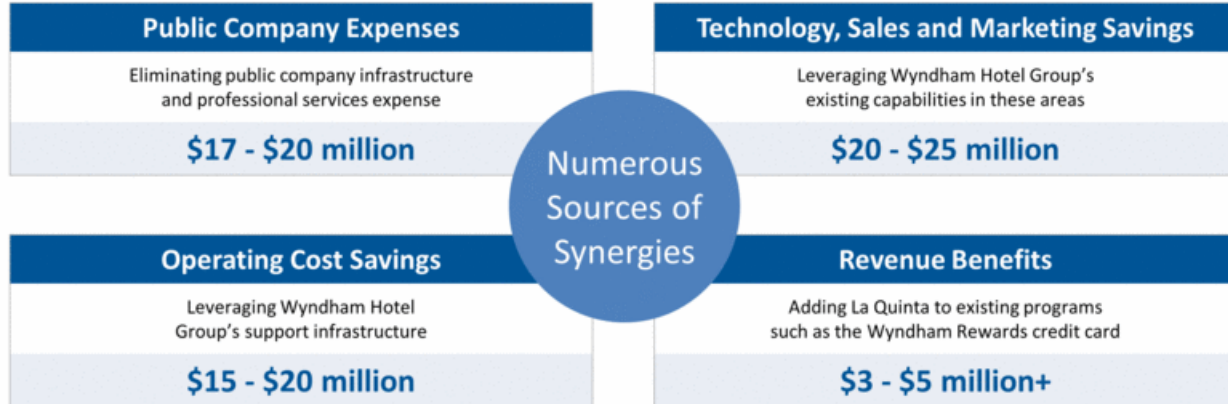 Public Company Expenses
Eliminating public company infrastructure
and professional services expense
$17 - $20 million
Technology, Sales and Marketing Savings
Leveraging Wyndham Hotel Group's
existing capabilities in these areas
$20 - $25 million
Numerous
Sources of
Synergies
Operating Cost Savings
Leveraging Wyndham Hotel
Group's support infrastructure
$15 - $20 million
Revenue Benefits
Adding La Quinta to existing programs
such as the Wyndham Rewards credit card
$3 - $5 million+